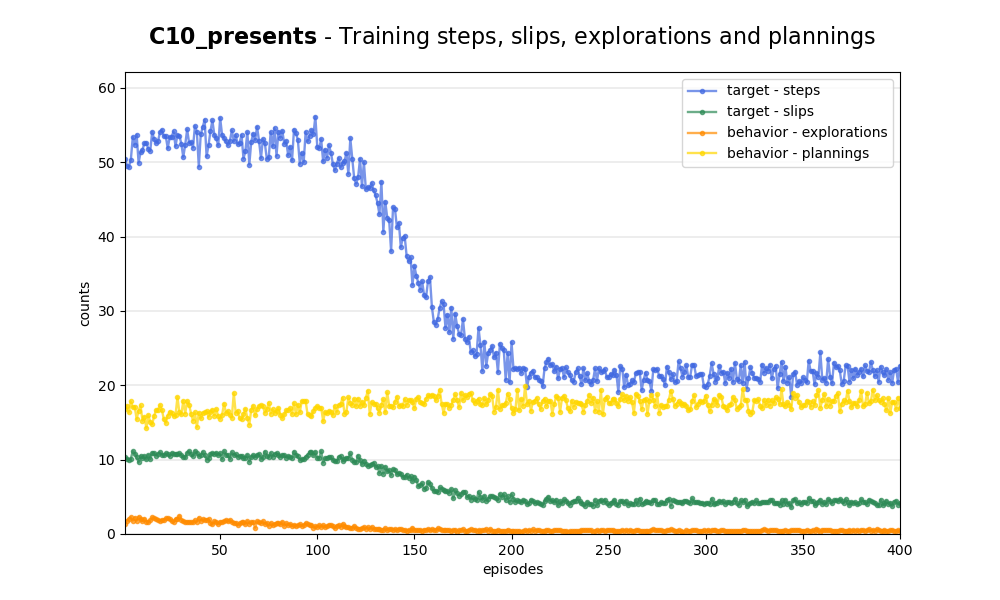 C10_presents - Training steps, slips, explorations and plannings
target - steps
target - slips
behavior - explorations
behavior - plannings
counts
60
50
40
30
20
10
0
50 100 150 200 250 300 350 400
episodes